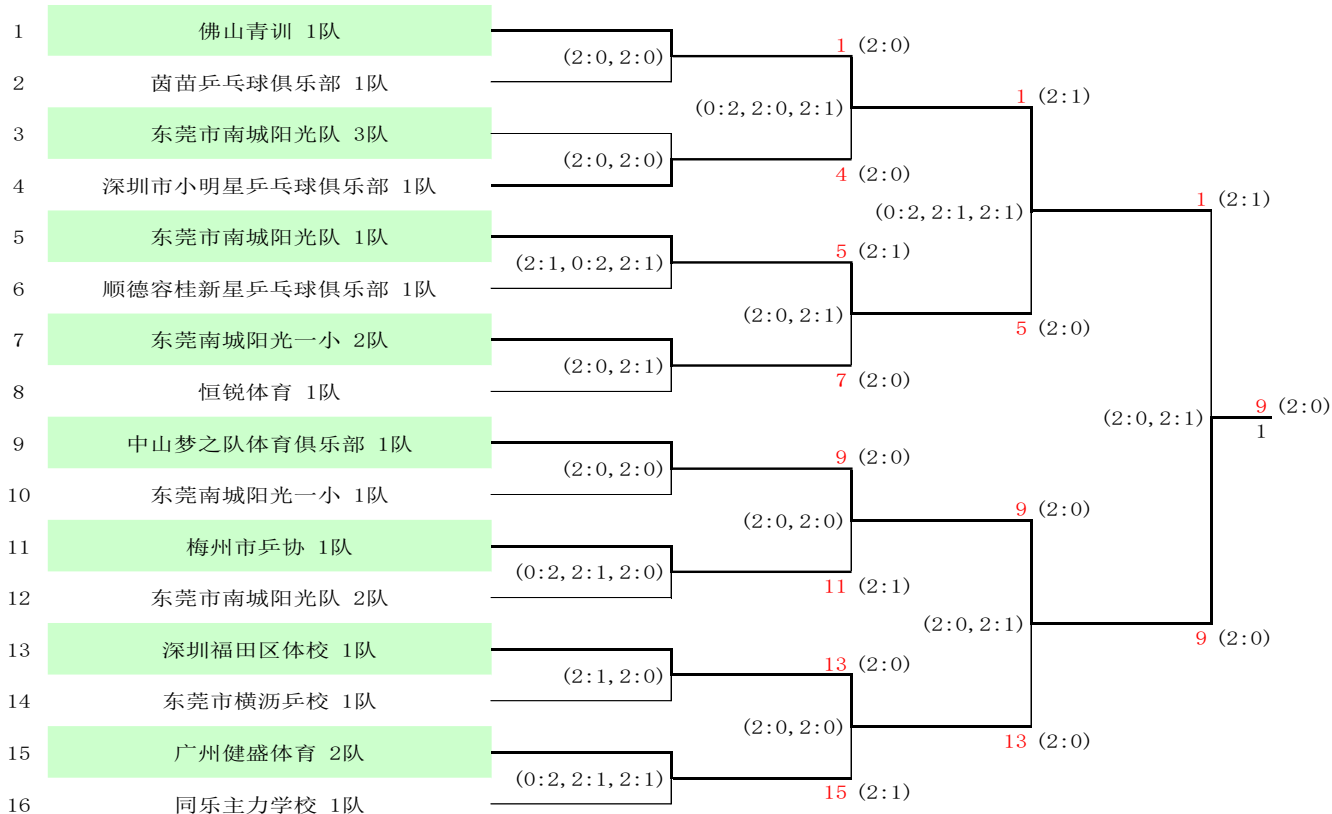 1 佛山青训 1队
1 (2:0)
(2:0,2:0)
2 茵苗乒乓球俱乐部 1队
1 (2:1)
(0:2,2:0,2:1)
3 东莞市南城阳光队 3队
(2:0,2:0)
4 (2:0)
4 深圳市小明星乒乓球俱乐部 1队
1 (2:1)
(0:2,2:1,2:1)
5 东莞市南城阳光队 1队
5 (2:1)
(2:1,0:2,2:1)
6 顺德容桂新星乒乓球俱乐部 1队
(2:0,2:1)
5 (2:0)
7 东莞南城阳光一小 2队
(2:0,2:1)
7 (2:0)
8 恒锐体育 1队
9 (2:0)
(2:0,2:1)
1
9 中山梦之队体育俱乐部 1队
9 (2:0)
(2:0,2:0)
10 东莞南城阳光一小 1队
9 (2:0)
(2:0,2:0)
11 梅州市乒协 1队
(0:2,2:1,2:0)
11 (2:1)
12 东莞市南城阳光队 2队
(2:0,2:1)
9 (2:0)
13 深圳福田区体校 1队
13 (2:0)
(2:1,2:0)
14 东莞市横沥乒校 1队
(2:0,2:0)
13 (2:0)
15 广州健盛体育 2队
(0:2,2:1,2:1)
15 (2:1)
16 同乐主力学校 1队